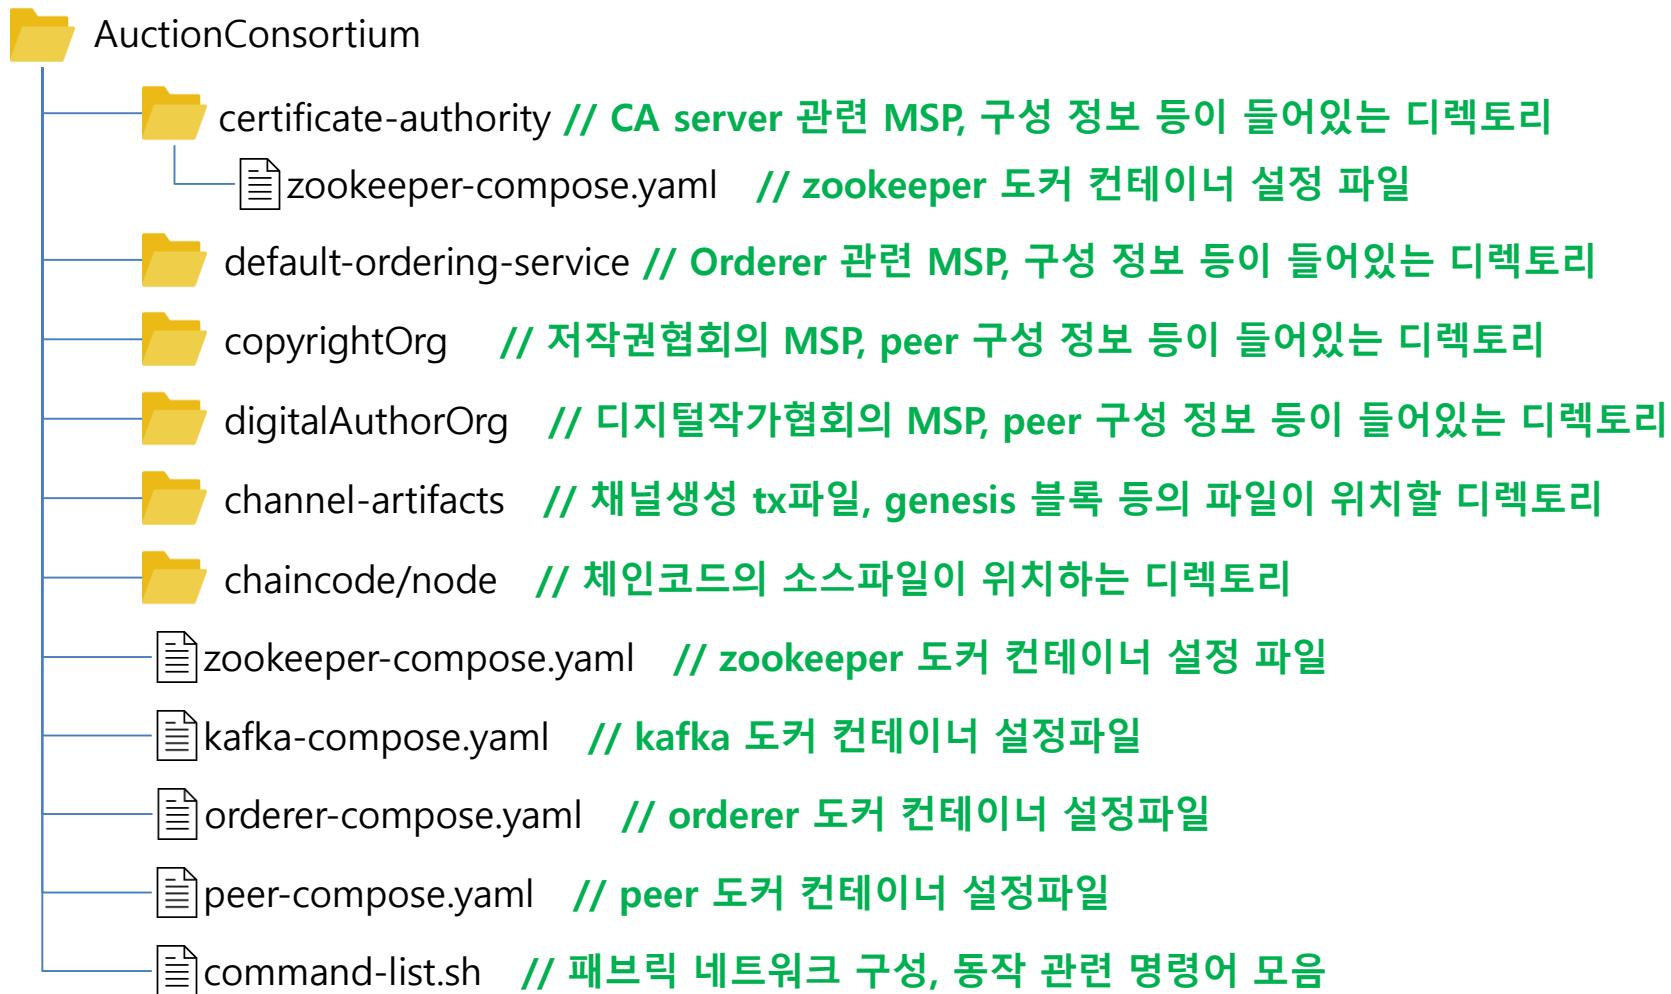 AuctionConsortium
certificate-authority // CA server 관련 MSP, 구성 정보 등이 들어있는 디렉토리
zookeeper-compose.yaml // zookeeper 도커 컨테이너 설정 파일
default-ordering-service // Orderer 관련 MSP, 구성 정보 등이 들어있는 디렉토리
copyrightOrg // 저작권협회의 MSP, peer 구성 정보 등이 들어있는 디렉토리
digitalAuthorOrg // 디지털작가협회의 MSP, peer 구성 정보 등이 들어있는 디렉토리
channel-artifacts // 채널생성 tx파일, genesis 블록 등의 파일이 위치할 디렉토리
chaincode/node // 체인코드의 소스파일이 위치하는 디렉토리
zookeeper-compose.yaml // zookeeper 도커 컨테이너 설정 파일
kafka-compose.yaml // kafka 도커 컨테이너 설정파일
orderer-compose.yaml // orderer 도커 컨테이너 설정파일
peer-compose.yaml // peer 도커 컨테이너 설정파일
command-list.sh // 패브릭 네트워크 구성, 동작 관련 명령어 모음